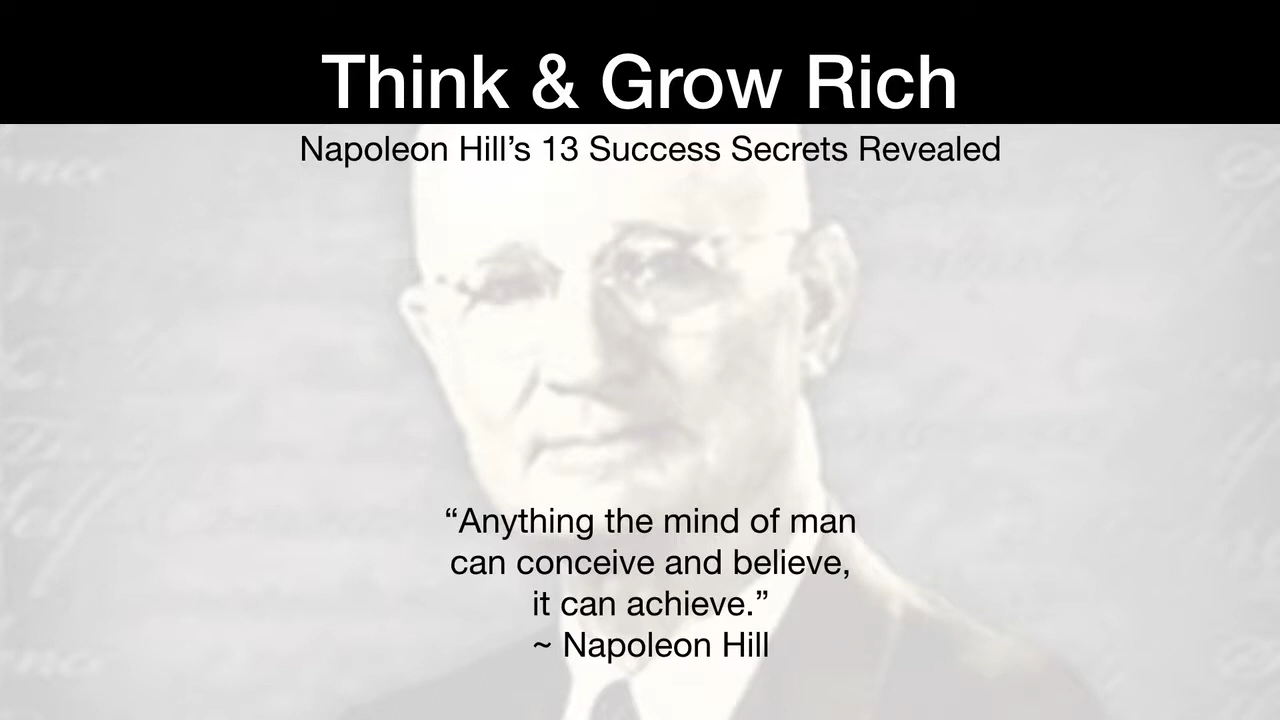 Think & Grow Rich
Napoleon Hill’s 13 Success Secrets Revealed
“Anything the mind of man
can conceive and believe,
it can achieve.”
~ Napoleon Hill